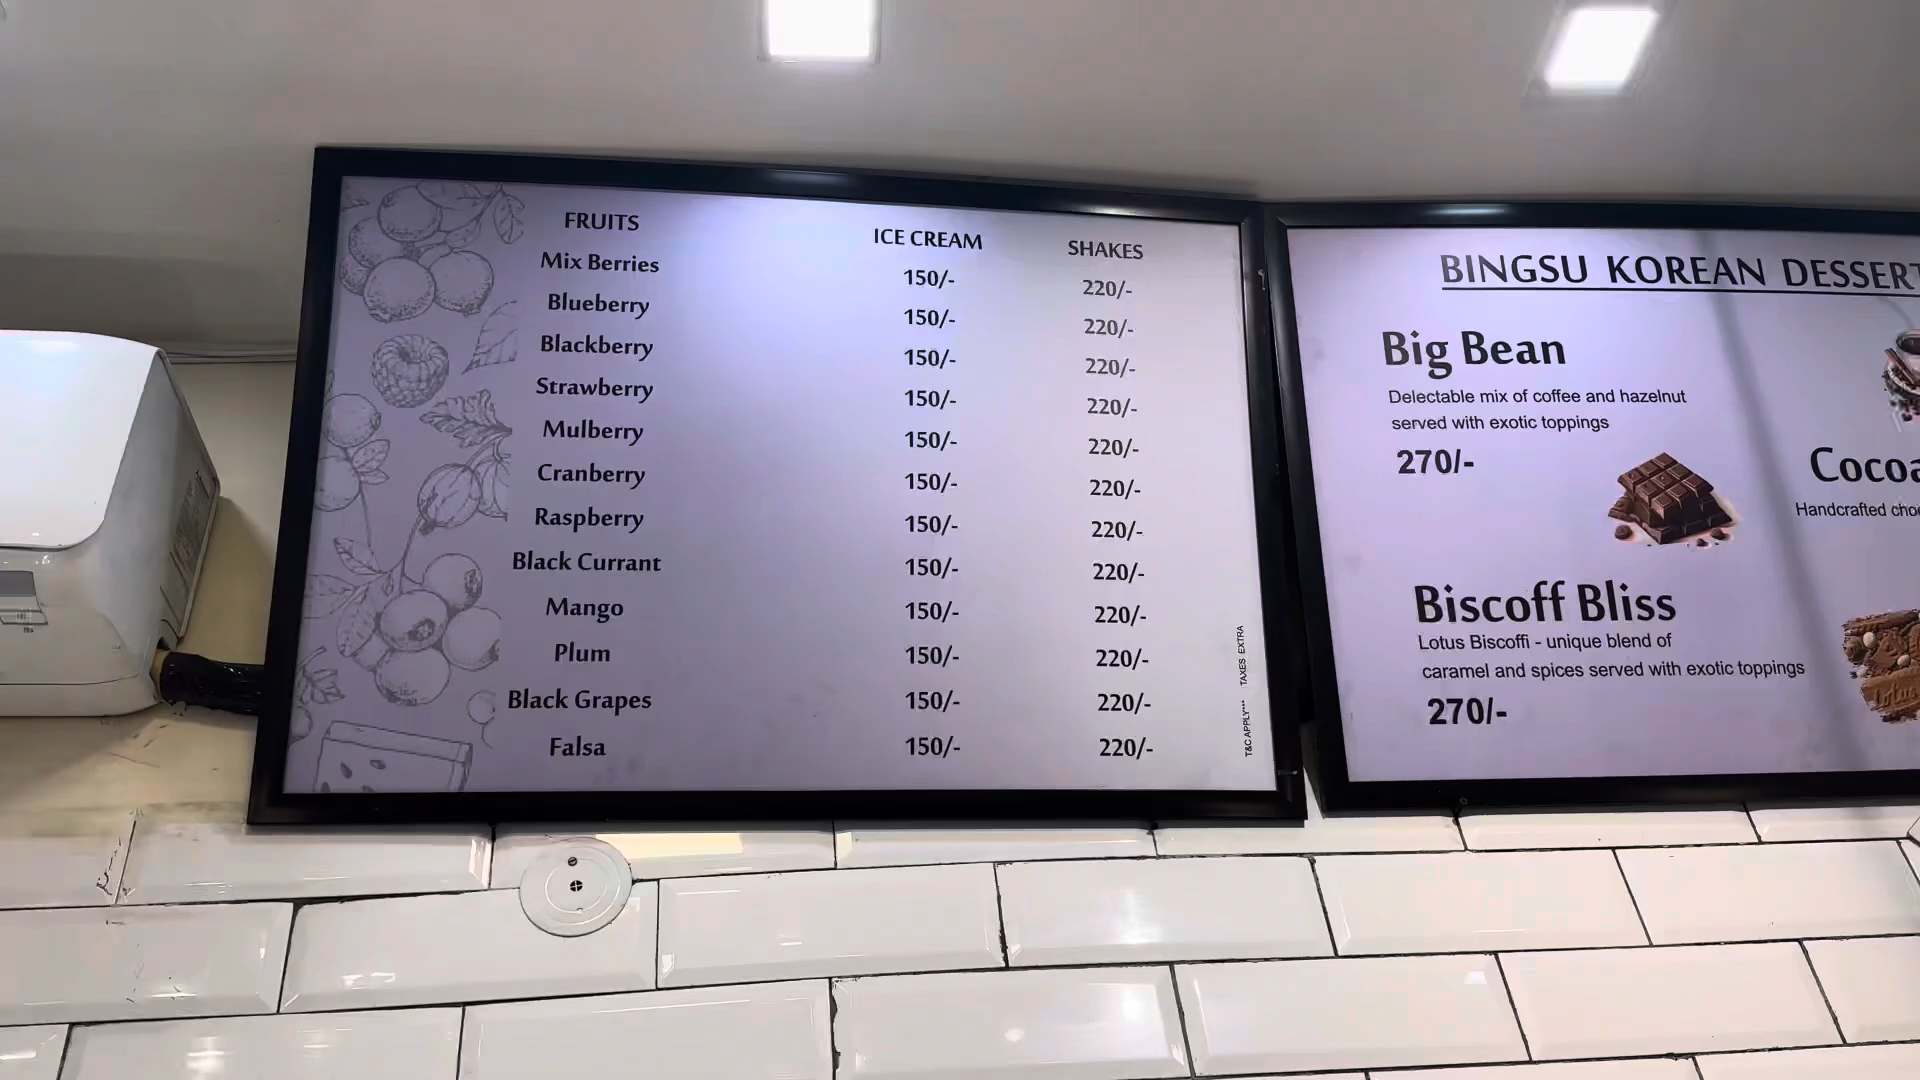 FRUITS ICE CREAM SHAKES
Mix Berries 150/- 220/-
Blueberry 150/- 220/-
Blackberry 150/- 220/-
Strawberry 150/- 220/-
Mulberry 150/- 220/-
Cranberry 150/- 220/-
Raspberry 150/- 220/-
Black Currant 150/- 220/-
Mango 150/- 220/-
Plum 150/- 220/-
Black Grapes 150/- 220/-
Falsa 150/- 220/-
T&C APPLY*** TAXES EXTRA
BINGSU KOREAN DESSERT
Big Bean
Delectable mix of coffee and hazelnut
served with exotic toppings
270/-
Cocoa
Handcrafted
Biscoff Bliss
Lotus Biscoffi - unique blend of
caramel and spices served with exotic toppings
270/-
Lotus